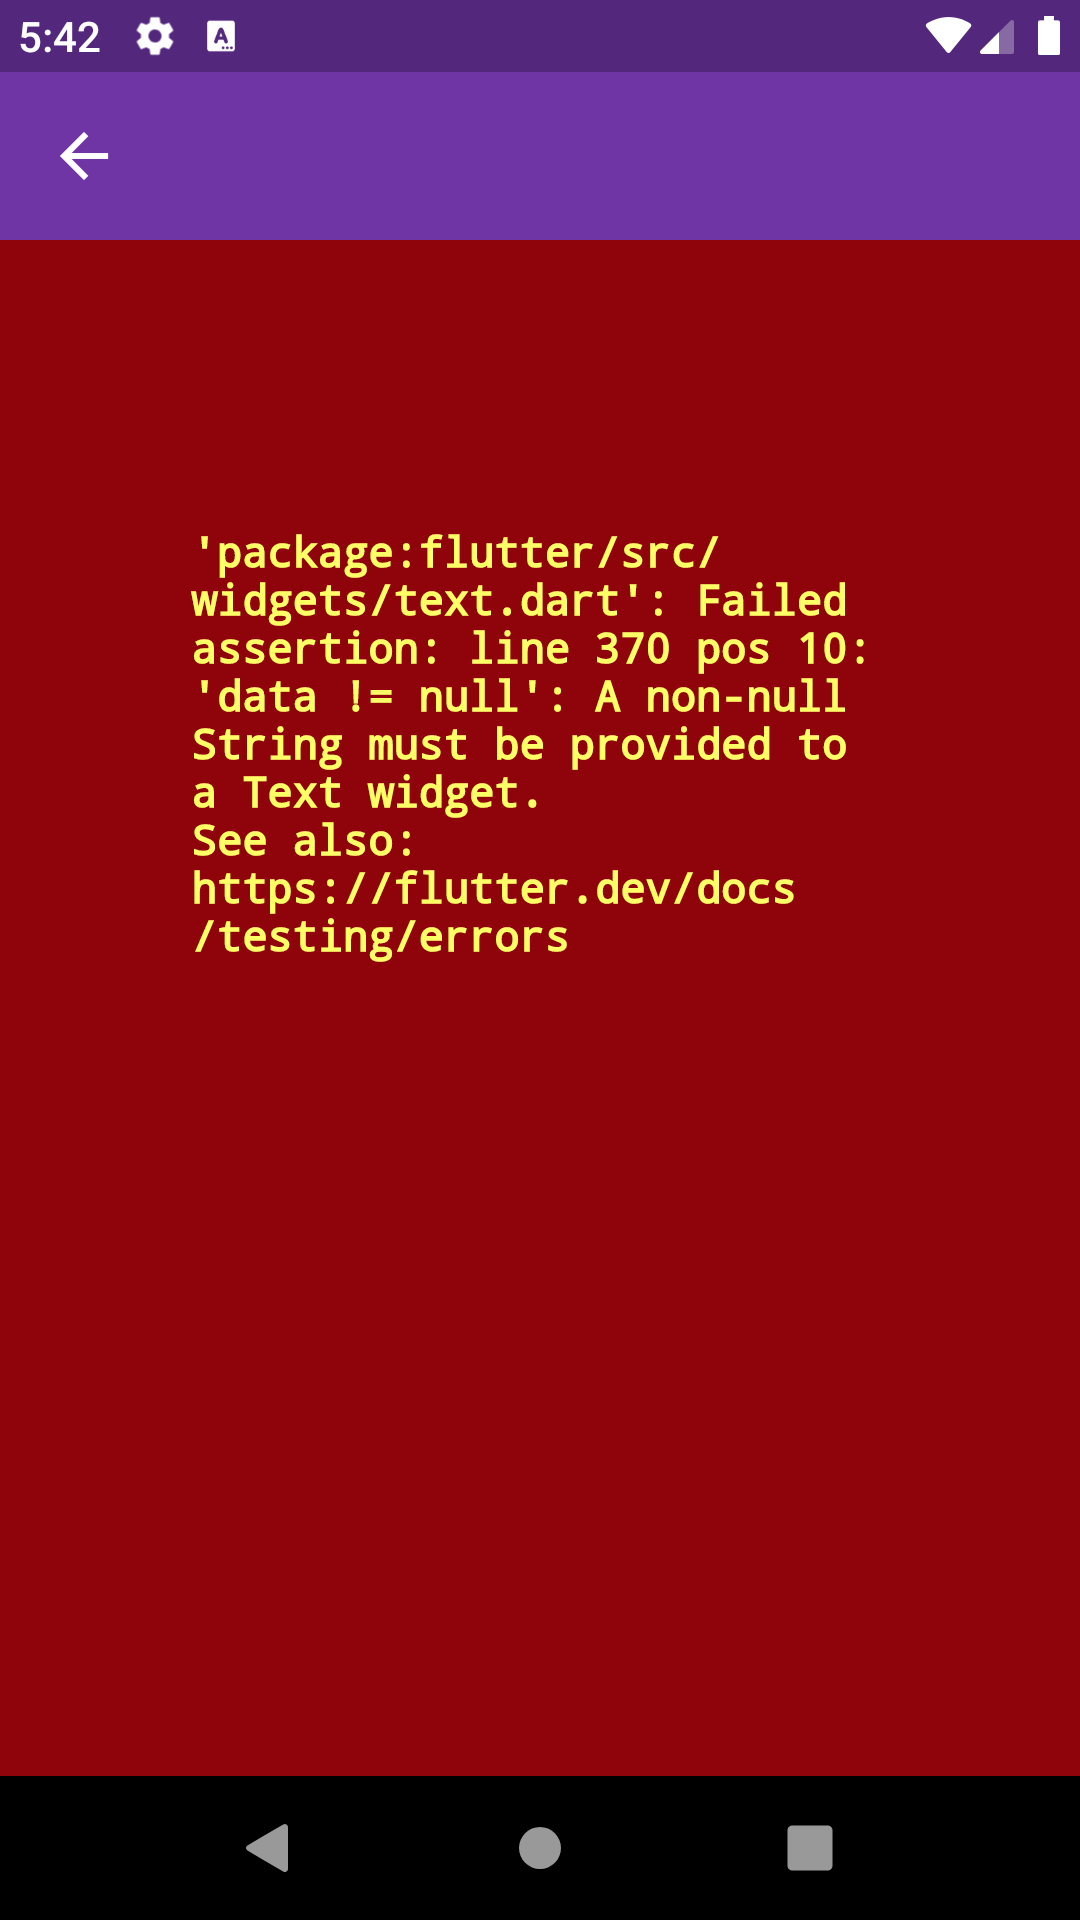 5:42
A
'package:flutter/src/
widgets/text.dart': Failed
assertion: line 370 pos 10:
'data != null': A non-null
String must be provided to
a Text widget.
See also:
https://flutter.dev/docs
/testing/errors